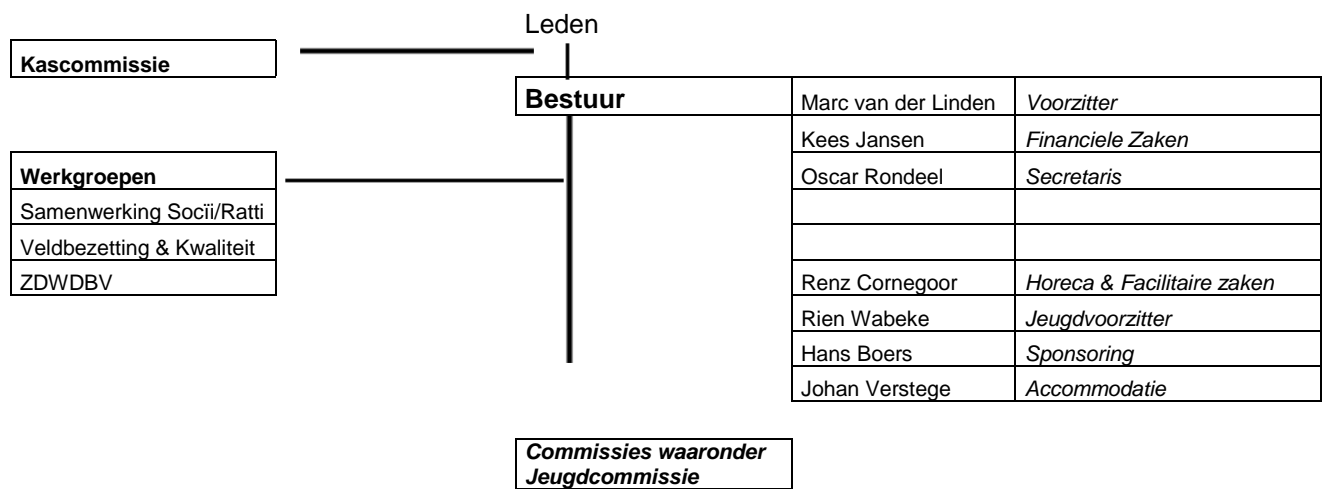 Leden
Kascommissie
Bestuur Marc van der Linden Voorzitter
Kees Jansen Financiele Zaken
Werkgroepen Oscar Rondeel Secretaris
Samenwerking Socïi/Ratti
Veldbezetting & Kwaliteit
ZDWDBV Renz Cornegoor Horeca & Facilitaire zaken
Rien Wabeke Jeugdvoorzitter
Hans Boers Sponsoring
Johan Verstege Accommodatie
Commissies waaronder
Jeugdcommissie